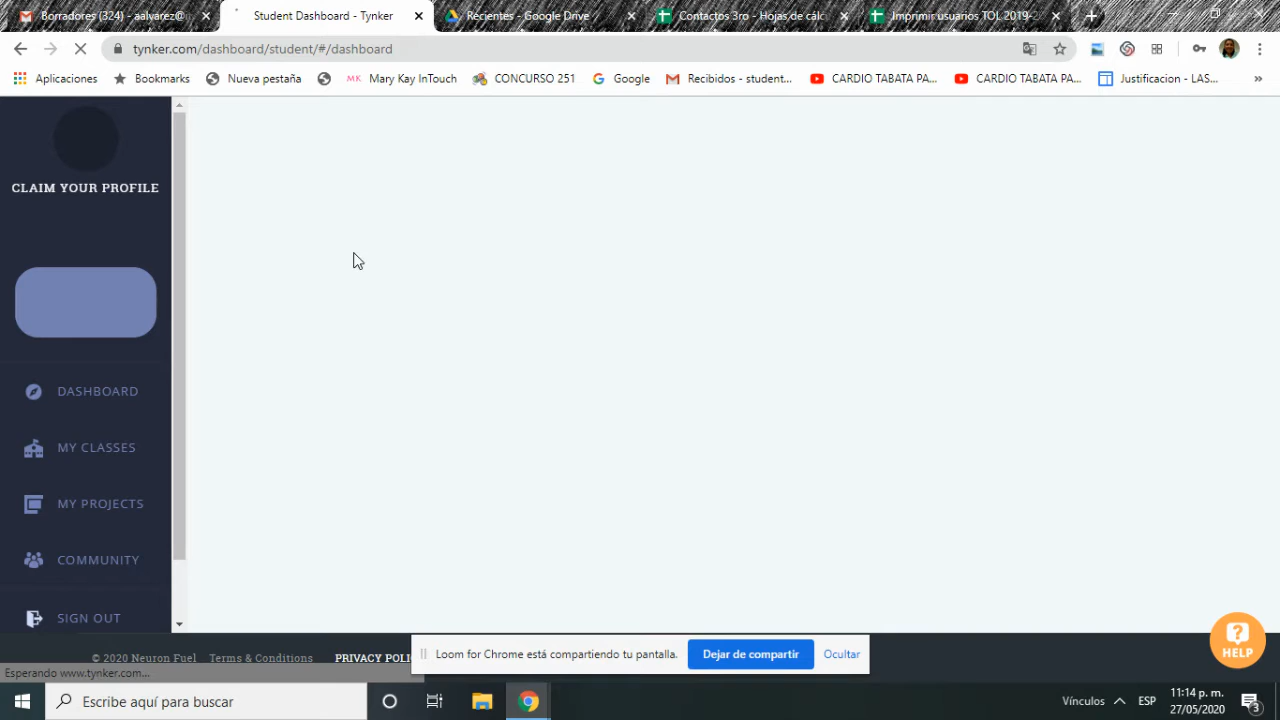 Borradores (324) - aalvarez@
Student Dashboard - Tynker
Recientes - Google Drive
Contactos 3ro - Hojas de cálc
Imprimir usuarios TOL 2019-2
tynker.com/dashboard/student/#/dashboard
Aplicaciones
Bookmarks
Nueva pestaña
MK Mary Kay InTouch
CONCURSO 251
Google
Recibidos - student...
CARDIO TABATA PA...
CARDIO TABATA PA...
Justificacion - LAS...
CLAIM YOUR PROFILE
DASHBOARD
MY CLASSES
MY PROJECTS
COMMUNITY
SIGN OUT
HELP
© 2020 Neuron Fuel Terms & Conditions PRIVACY POLI
Loom for Chrome está compartiendo tu pantalla.
Dejar de compartir
Ocultar
Esperando www.tynker.com...
Escribe aquí para buscar
Vínculos
ESP
11:14 p. m.
27/05/2020
3